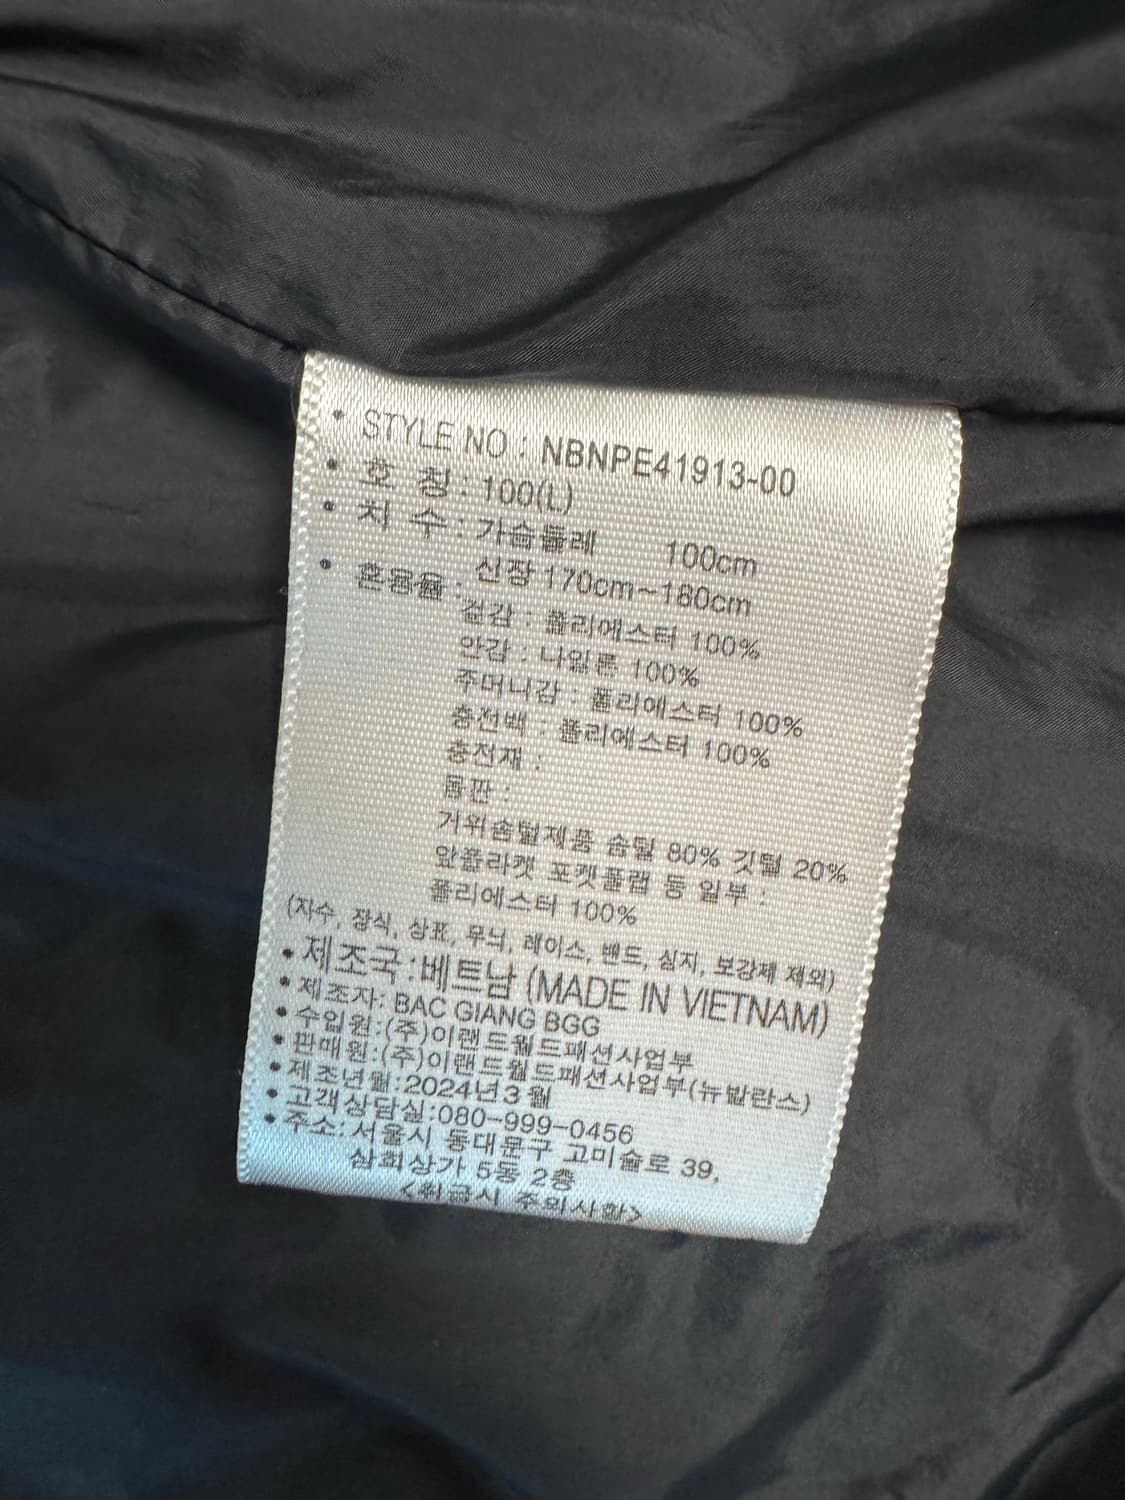 • STYLE NO : NBNPE41913-00
• 호 칭 : 100(L)
• 치 수 : 가슴둘레 100cm
신장 170cm~180cm
• 혼용율 :
겉감 : 폴리에스터 100%
안감 : 나일론 100%
주머니감 : 폴리에스터 100%
충전백 : 폴리에스터 100%
충전재 :
몸판 :
거위솜털제품 솜털 80% 깃털 20%
앞플라켓 포켓플랩 등 일부 :
폴리에스터 100%
(자수, 장식, 상표, 무늬, 레이스, 밴드, 심지, 보강제 제외)
• 제조국:베트남 (MADE IN VIETNAM)
• 제조자: BAC GIANG BGG
• 수입원:(주)이랜드월드패션사업부
• 판매원:(주)이랜드월드패션사업부(뉴발란스)
• 제조년월:2024년3월
• 고객상담실:080-999-0456
• 주소: 서울시 동대문구 고미술로 39,
삼희상가 5동 2층
<취급시 주의사항>